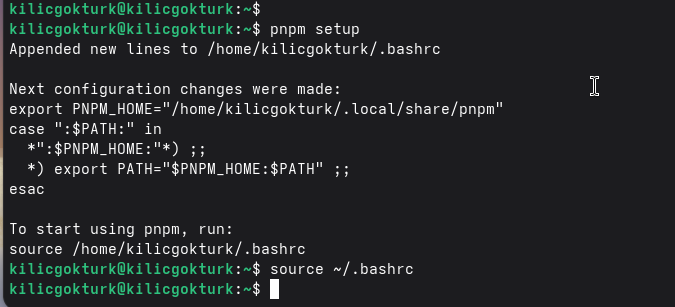 kilicgokturk@kilicgokturk:~$
kilicgokturk@kilicgokturk:~$ pnpm setup
Appended new lines to /home/kilicgokturk/.bashrc

Next configuration changes were made:
export PNPM_HOME="/home/kilicgokturk/.local/share/pnpm"
case ":$PATH:" in
  *":$PNPM_HOME:"*) ;;
  *) export PATH="$PNPM_HOME:$PATH" ;;
esac

To start using pnpm, run:
source /home/kilicgokturk/.bashrc
kilicgokturk@kilicgokturk:~$ source ~/.bashrc
kilicgokturk@kilicgokturk:~$